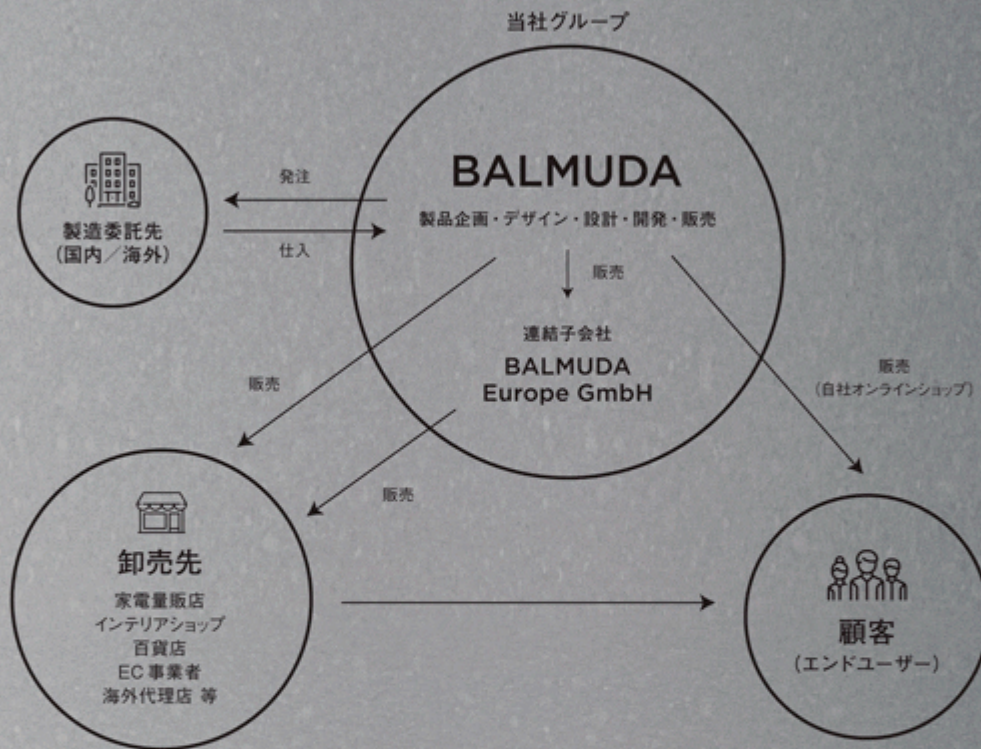 当社グループ
BALMUDA
製品企画・デザイン・設計・開発・販売
発注
仕入
製造委託先
(国内／海外)
販売
連結子会社
BALMUDA
Europe GmbH
販売
(自社オンラインショップ)
販売
販売
卸売先
家電量販店
インテリアショップ
百貨店
EC 事業者
海外代理店 等
顧客
(エンドユーザー)